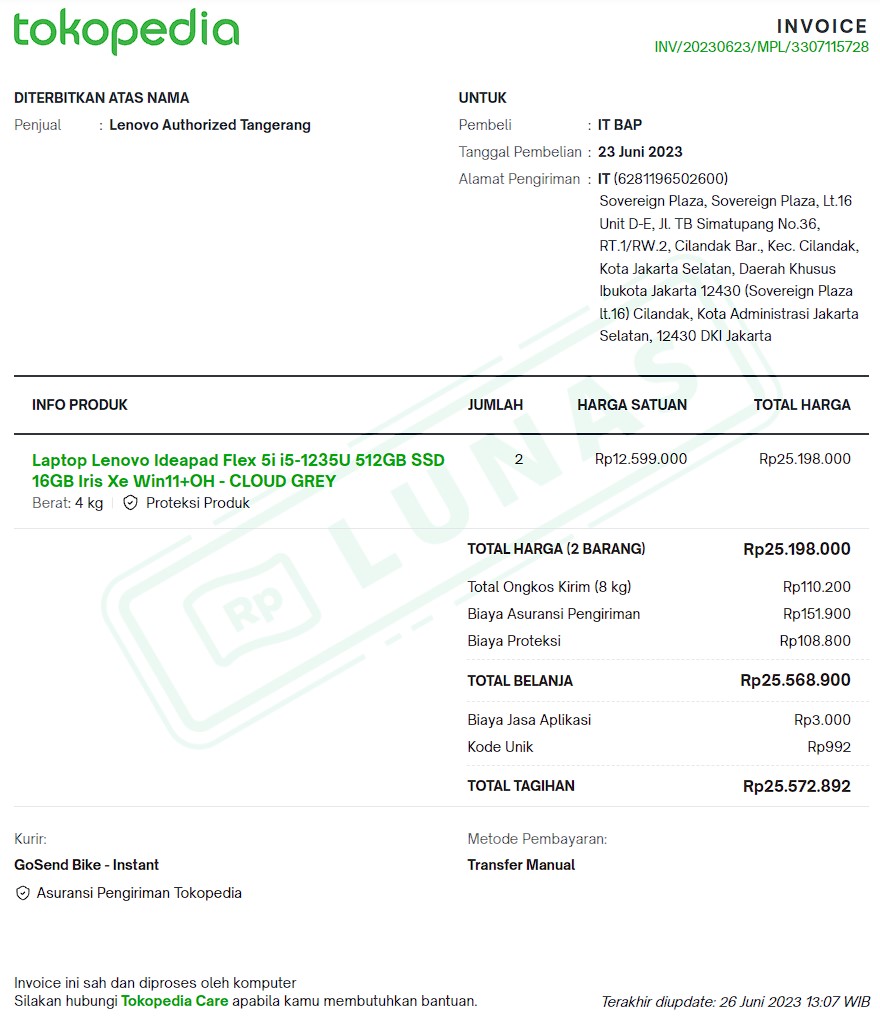 tokopedia
INVOICE
INV/20230623/MPL/3307115728
DITERBITKAN ATAS NAMA
Penjual : Lenovo Authorized Tangerang
UNTUK
Pembeli : IT BAP
Tanggal Pembelian : 23 Juni 2023
Alamat Pengiriman : IT (6281196502600)
Sovereign Plaza, Sovereign Plaza, Lt.16
Unit D-E, Jl. TB Simatupang No.36,
RT.1/RW.2, Cilandak Bar., Kec. Cilandak,
Kota Jakarta Selatan, Daerah Khusus
Ibukota Jakarta 12430 (Sovereign Plaza
lt.16) Cilandak, Kota Administrasi Jakarta
Selatan, 12430 DKI Jakarta
INFO PRODUK JUMLAH HARGA SATUAN TOTAL HARGA
Laptop Lenovo Ideapad Flex 5i i5-1235U 512GB SSD 2 Rp12.599.000 Rp25.198.000
16GB Iris Xe Win11+OH - CLOUD GREY
Berat: 4 kg Proteksi Produk
Rp LUNAS
TOTAL HARGA (2 BARANG) Rp25.198.000
Total Ongkos Kirim (8 kg) Rp110.200
Biaya Asuransi Pengiriman Rp151.900
Biaya Proteksi Rp108.800
TOTAL BELANJA Rp25.568.900
Biaya Jasa Aplikasi Rp3.000
Kode Unik Rp992
TOTAL TAGIHAN Rp25.572.892
Kurir:
GoSend Bike - Instant
Asuransi Pengiriman Tokopedia
Metode Pembayaran:
Transfer Manual
Invoice ini sah dan diproses oleh komputer
Silakan hubungi Tokopedia Care apabila kamu membutuhkan bantuan.
Terakhir diupdate: 26 Juni 2023 13:07 WIB